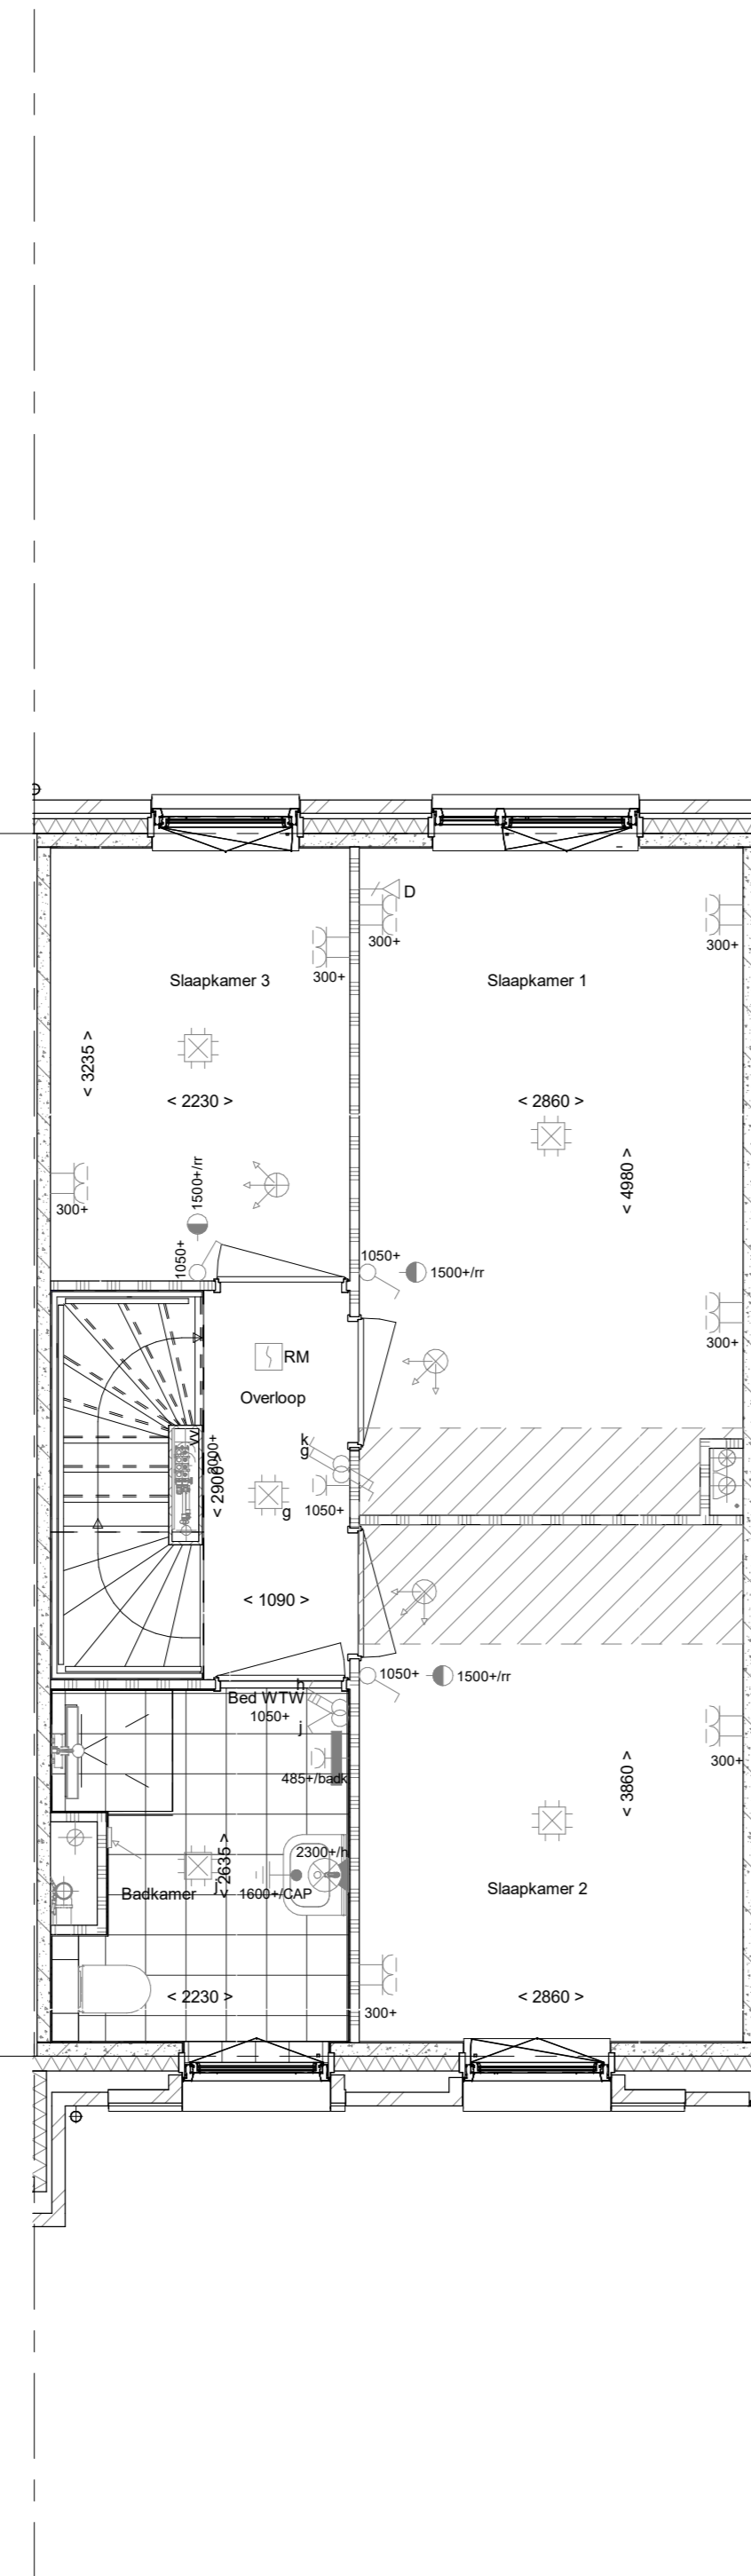 D
300+
300+
300+
Slaapkamer 3
Slaapkamer 1
< 3235 >
< 2230 >
< 2860 >
< 4980 >
300+
1500+/rr
1050+
1050+
1500+/rr
300+
RM
Overloop
k
g
vv
3000+
< 2900 >
g
1050+
< 1090 >
h
Bed WTW
1050+
j
1050+
1500+/rr
300+
485+/badk
< 3860 >
2300+/h
< 2635 >
j
Badkamer
1600+/CAP
Slaapkamer 2
< 2230 >
300+
< 2860 >